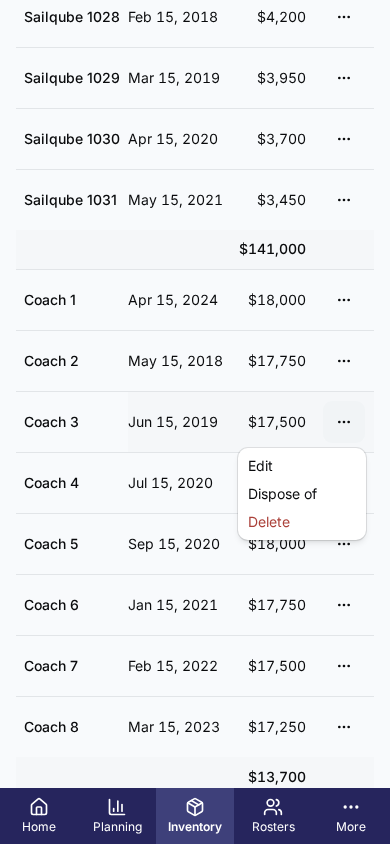 Sailqube 1028 Feb 15, 2018 $4,200
Sailqube 1029 Mar 15, 2019 $3,950
Sailqube 1030 Apr 15, 2020 $3,700
Sailqube 1031 May 15, 2021 $3,450
$141,000
Coach 1 Apr 15, 2024 $18,000
Coach 2 May 15, 2018 $17,750
Coach 3 Jun 15, 2019 $17,500
Edit
Coach 4 Jul 15, 2020
Dispose of
Delete
Coach 5 Sep 15, 2020 $18,000
Coach 6 Jan 15, 2021 $17,750
Coach 7 Feb 15, 2022 $17,500
Coach 8 Mar 15, 2023 $17,250
$13,700
Home Planning Inventory Rosters More